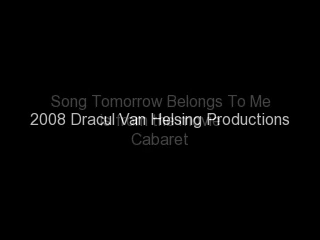 Song Tomorrow Belongs To Me
2008 Dracul Van Helsing Productions
Cabaret